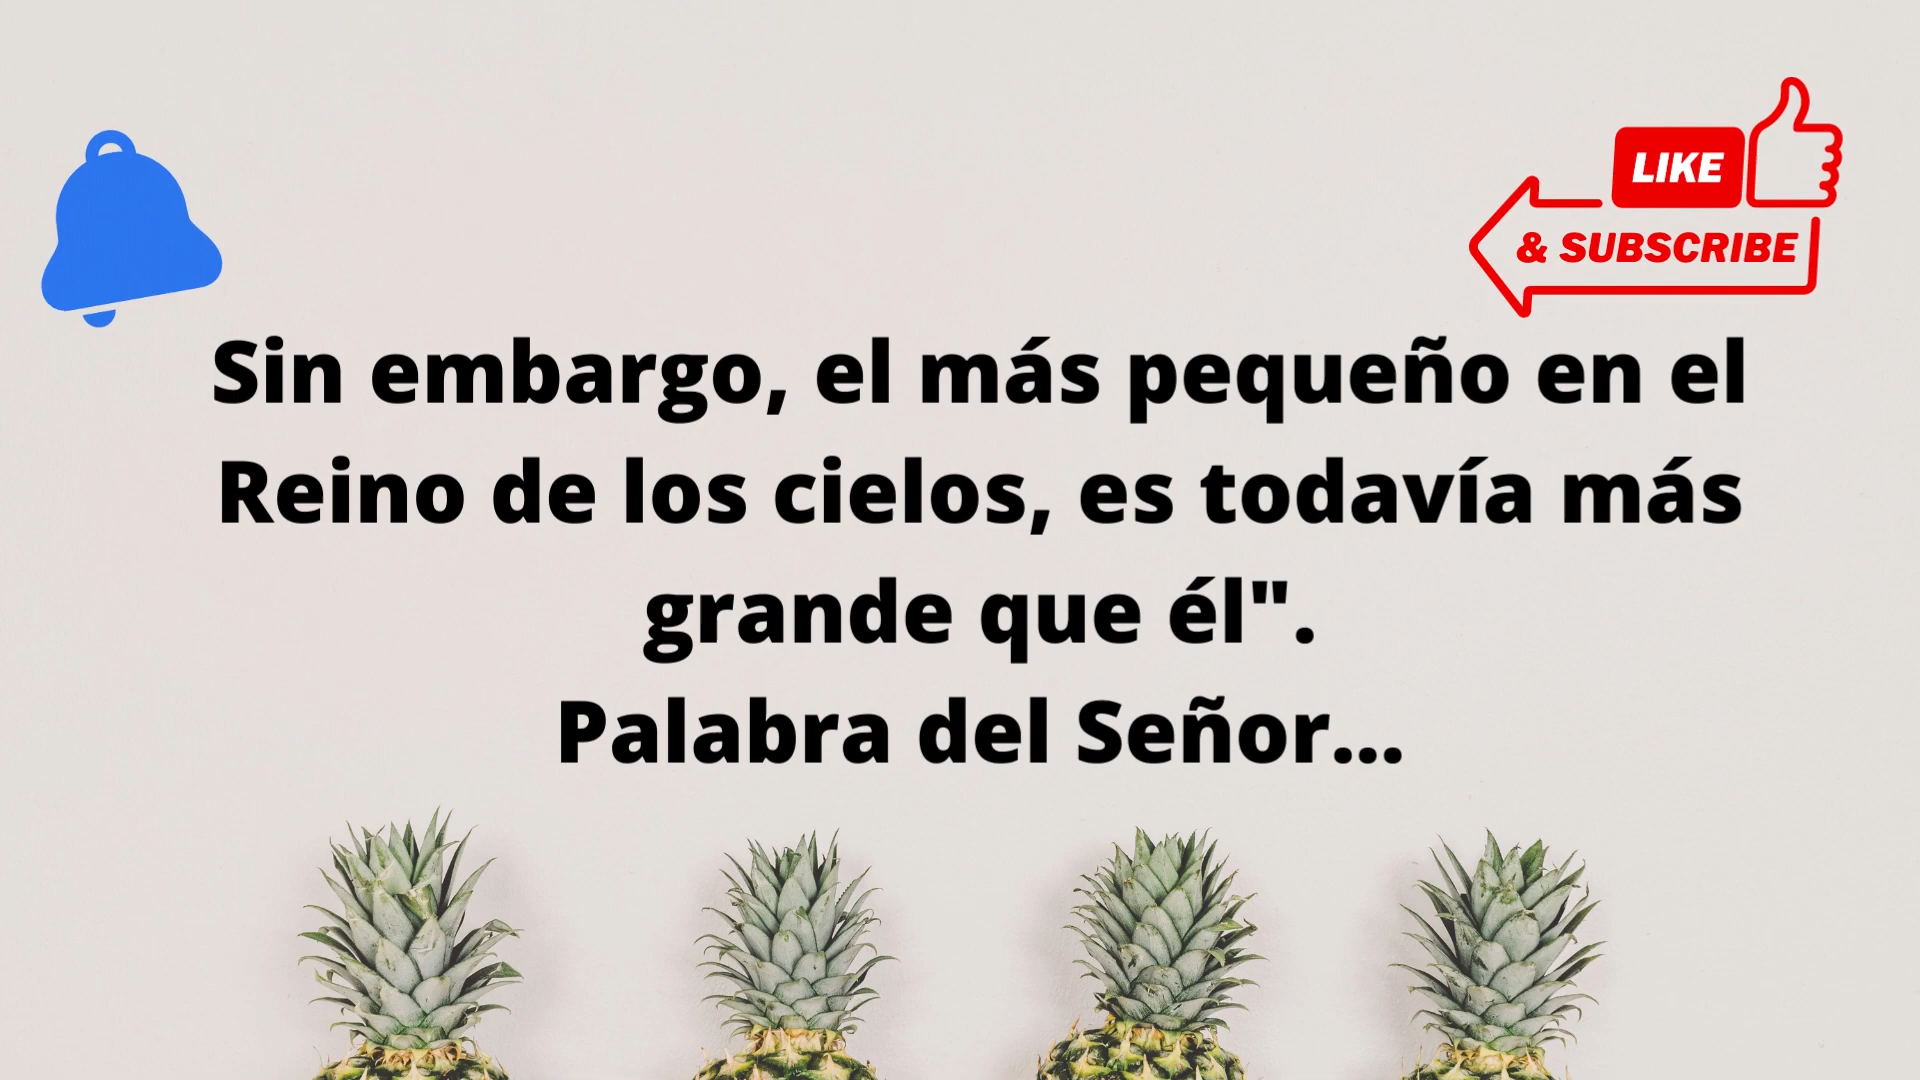 LIKE
& SUBSCRIBE
Sin embargo, el más pequeño en el
Reino de los cielos, es todavía más
grande que él".
Palabra del Señor...